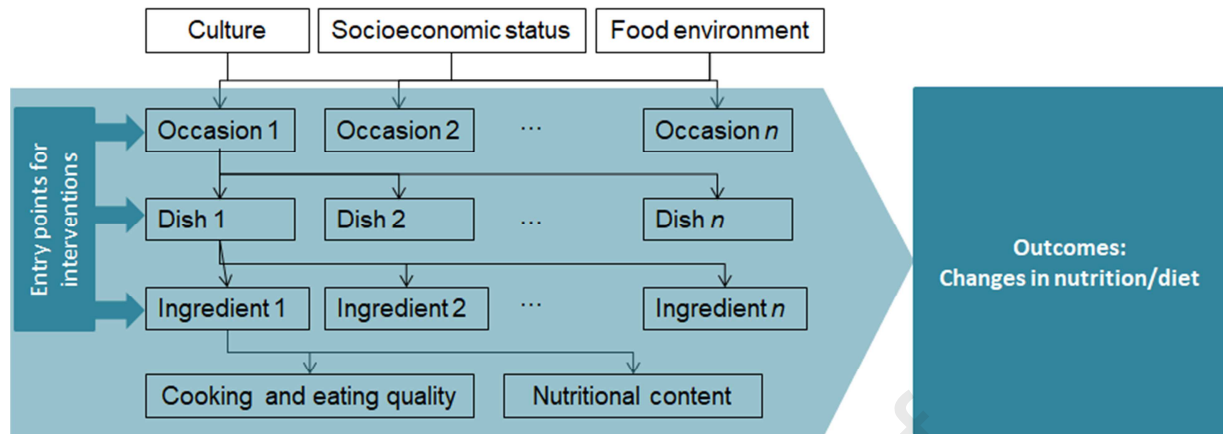 Culture
Socioeconomic status
Food environment
Entry points for
interventions
Occasion 1
Occasion 2
...
Occasion n
Dish 1
Dish 2
...
Dish n
Ingredient 1
Ingredient 2
...
Ingredient n
Cooking and eating quality
Nutritional content
Outcomes:
Changes in nutrition/diet